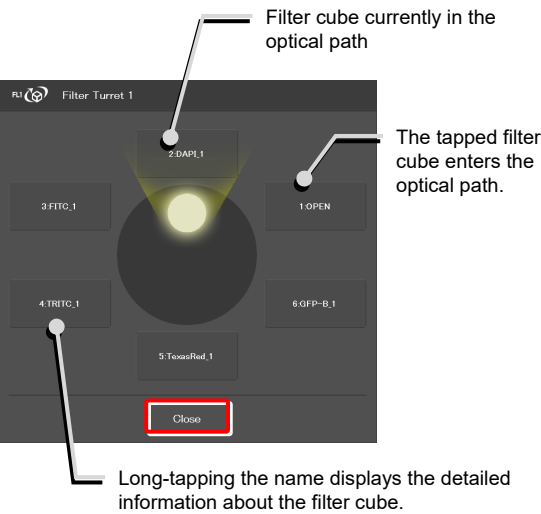 Filter cube currently in the
optical path
FL1 Filter Turret 1
2:DAPI_1
The tapped filter
cube enters the
optical path.
3:FITC_1
1:OPEN
4:TRITC_1
6:GFP-B_1
5:TexasRed_1
Close
Long-tapping the name displays the detailed
information about the filter cube.